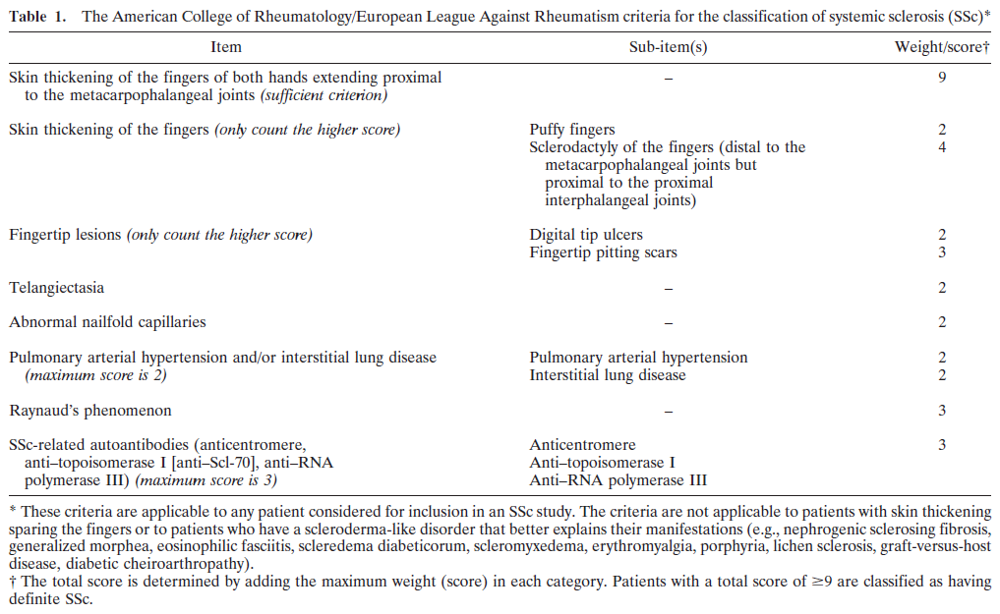 Table 1. The American College of Rheumatology/European League Against Rheumatism criteria for the classification of systemic sclerosis (SSc)*
Item Sub-item(s) Weight/score†
Skin thickening of the fingers of both hands extending proximal – 9
to the metacarpophalangeal joints (sufficient criterion)
Skin thickening of the fingers (only count the higher score) Puffy fingers 2
Sclerodactyly of the fingers (distal to the 4
metacarpophalangeal joints but
proximal to the proximal
interphalangeal joints)
Fingertip lesions (only count the higher score) Digital tip ulcers 2
Fingertip pitting scars 3
Telangiectasia – 2
Abnormal nailfold capillaries – 2
Pulmonary arterial hypertension and/or interstitial lung disease Pulmonary arterial hypertension 2
(maximum score is 2) Interstitial lung disease 2
Raynaud's phenomenon – 3
SSc-related autoantibodies (anticentromere, Anticentromere 3
anti–topoisomerase I [anti–Scl-70], anti–RNA Anti–topoisomerase I
polymerase III) (maximum score is 3) Anti–RNA polymerase III
* These criteria are applicable to any patient considered for inclusion in an SSc study. The criteria are not applicable to patients with skin thickening
sparing the fingers or to patients who have a scleroderma-like disorder that better explains their manifestations (e.g., nephrogenic sclerosing fibrosis,
generalized morphea, eosinophilic fasciitis, scleredema diabeticorum, scleromyxedema, erythromyalgia, porphyria, lichen sclerosis, graft-versus-host
disease, diabetic cheiroarthropathy).
† The total score is determined by adding the maximum weight (score) in each category. Patients with a total score of ≥9 are classified as having
definite SSc.